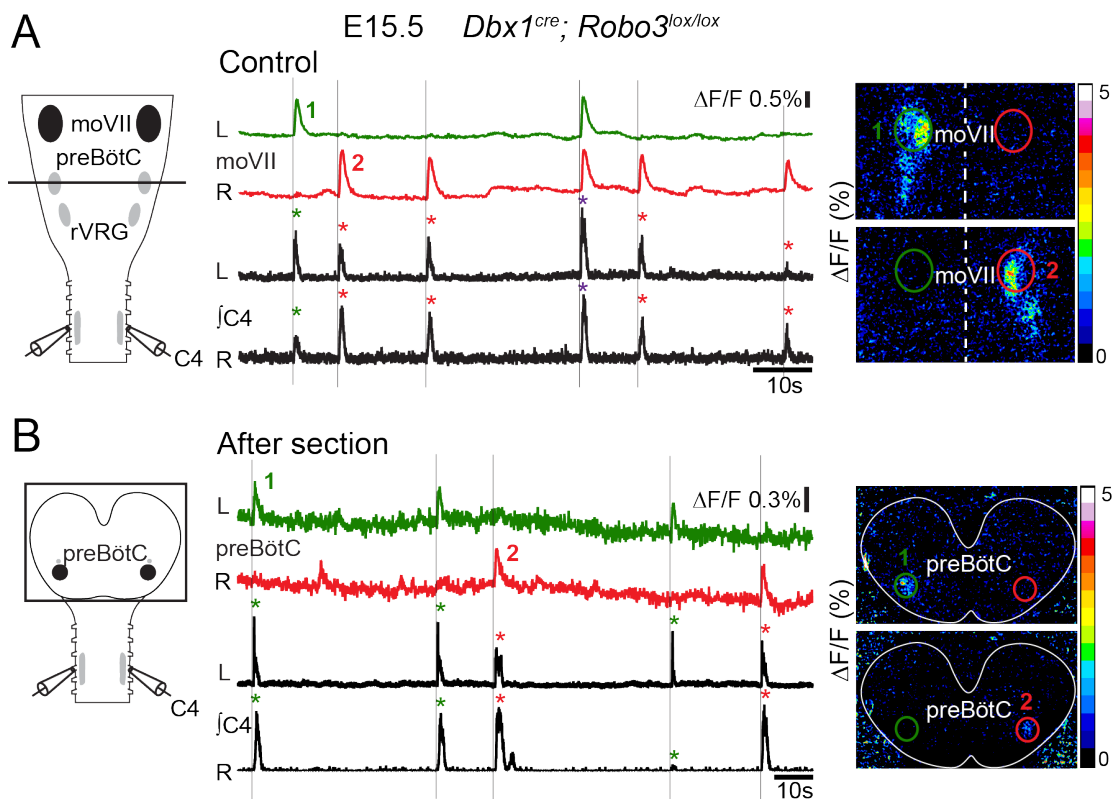 A
E15.5 Dbx1cre; Robo3lox/lox
Control
moVII
preBötC
rVRG
C4
L
1
ΔF/F 0.5%
moVII
2
R
*
*
*
*
*
*
L
*
*
*
*
*
*
∫C4
R
10s
1
moVII
moVII
2
ΔF/F (%)
5
0
B
After section
preBötC
C4
L
1
ΔF/F 0.3%
preBötC
2
R
*
*
*
*
*
L
*
*
*
*
*
∫C4
R
10s
1
preBötC
preBötC
2
ΔF/F (%)
5
0